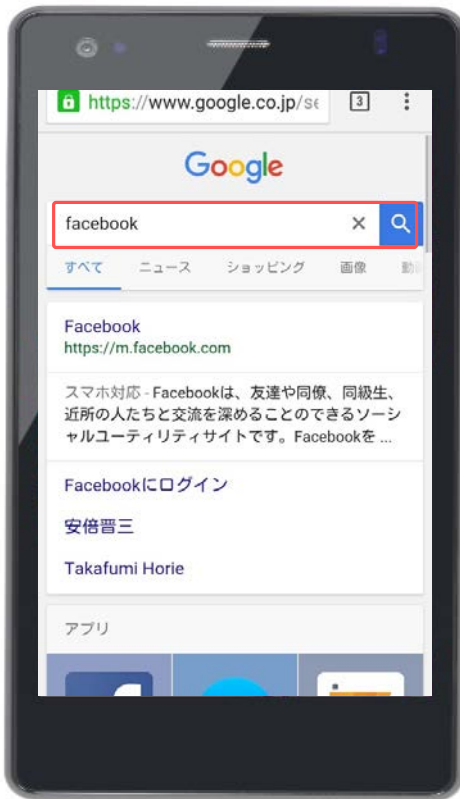 https://www.google.co.jp/se
3
Google
facebook
すべて ニュース ショッピング 画像 動画
Facebook
https://m.facebook.com
スマホ対応 - Facebookは、友達や同僚、同級生、
近所の人たちと交流を深めることのできるソーシ
ャルユーティリティサイトです。Facebookを ...
Facebookにログイン
安倍晋三
Takafumi Horie
アプリ